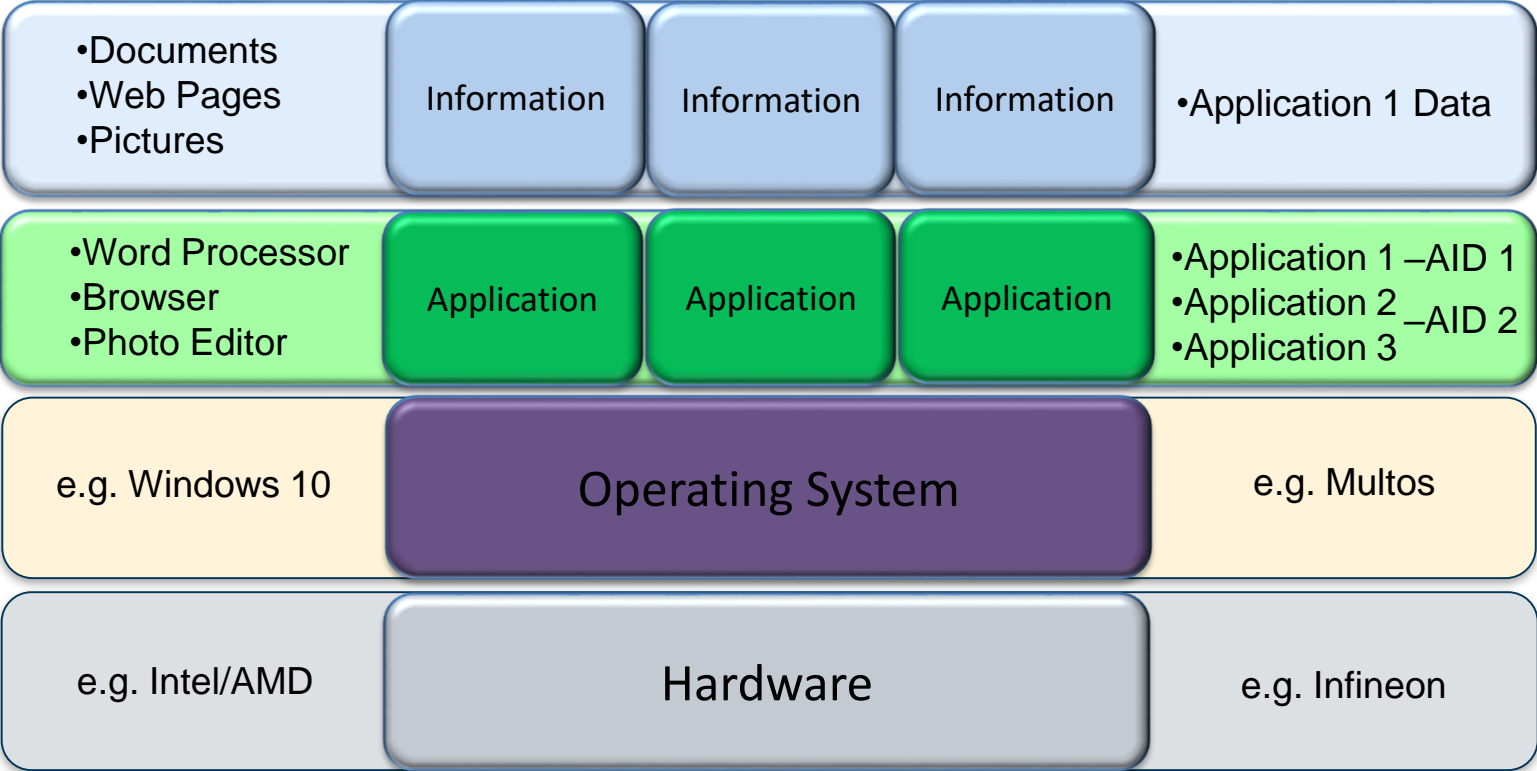 •Documents
•Web Pages
•Pictures
Information
Information
Information
•Application 1 Data
•Word Processor
•Browser
•Photo Editor
Application
Application
Application
•Application 1 –AID 1
•Application 2
–AID 2
•Application 3
e.g. Windows 10
Operating System
e.g. Multos
e.g. Intel/AMD
Hardware
e.g. Infineon